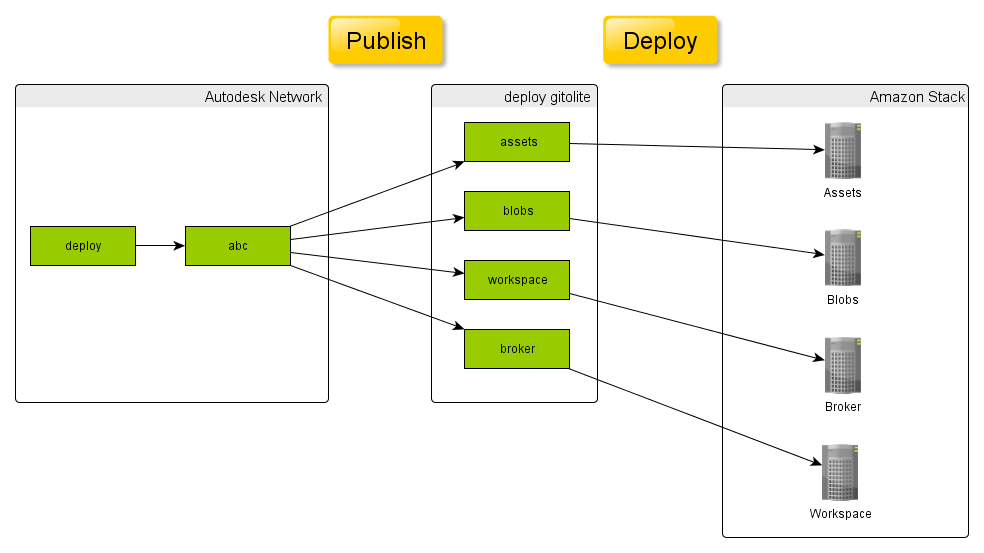 Publish
Deploy
Autodesk Network
deploy gitolite
Amazon Stack
deploy
abc
assets
blobs
workspace
broker
Assets
Blobs
Broker
Workspace